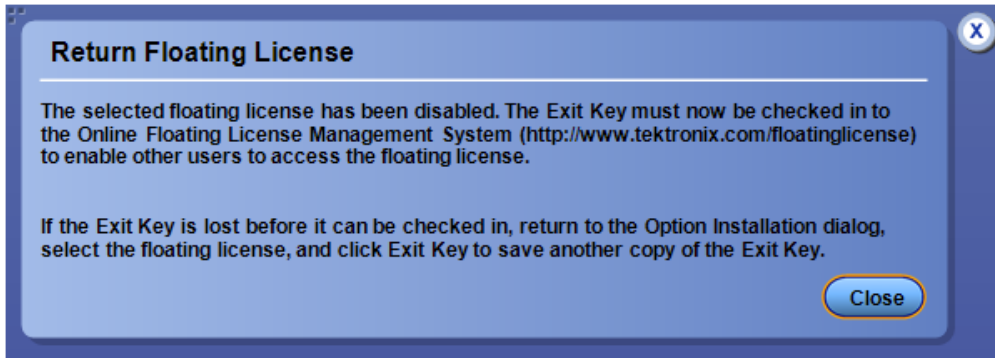 Return Floating License
X
The selected floating license has been disabled. The Exit Key must now be checked in to
the Online Floating License Management System (http://www.tektronix.com/floatinglicense)
to enable other users to access the floating license.
If the Exit Key is lost before it can be checked in, return to the Option Installation dialog,
select the floating license, and click Exit Key to save another copy of the Exit Key.
Close